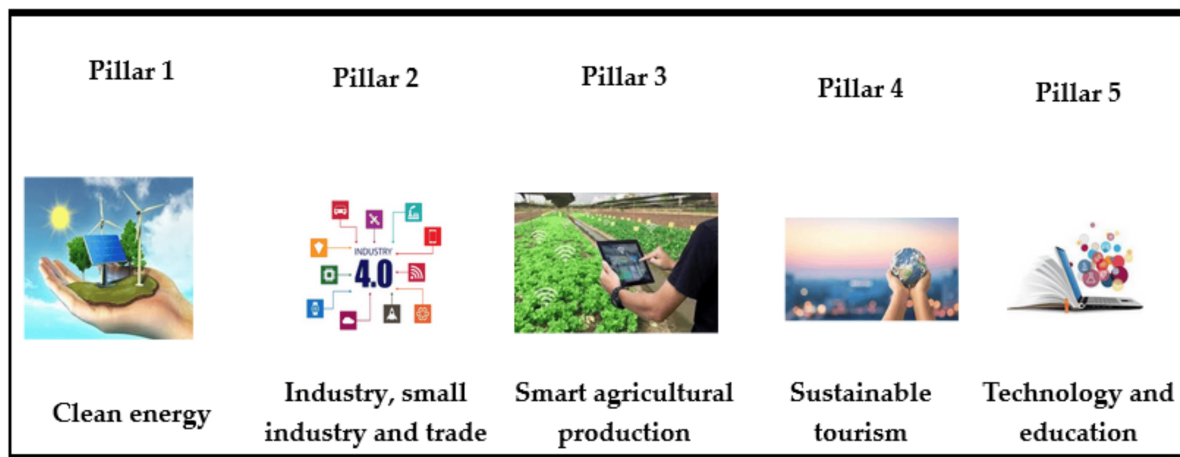 Pillar 1
Pillar 2
Pillar 3
Pillar 4
Pillar 5
INDUSTRY
4.0
Clean energy
Industry, small
industry and trade
Smart agricultural
production
Sustainable
tourism
Technology and
education